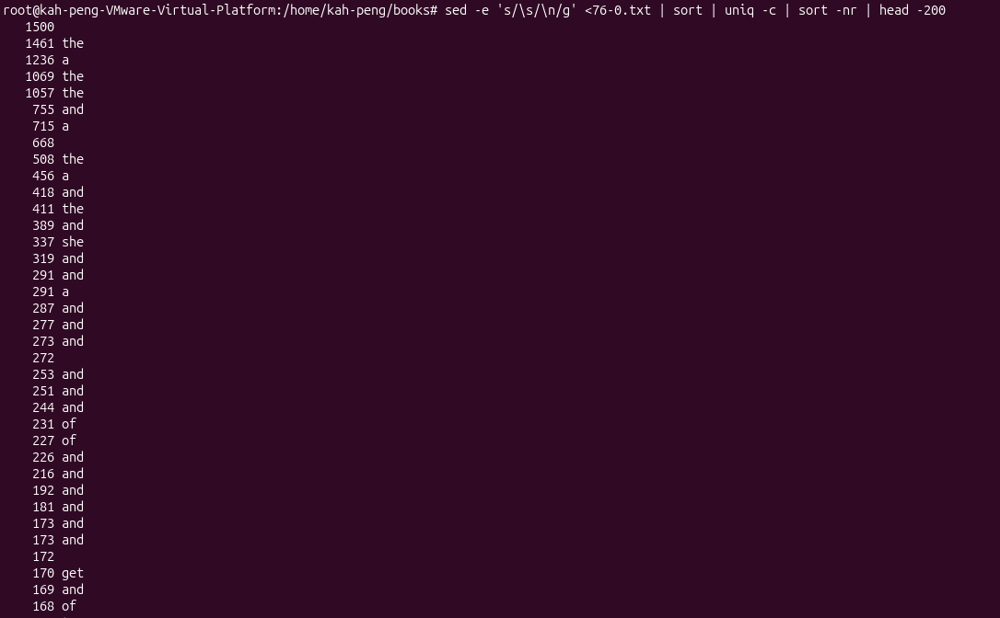 root@kah-peng-VMware-Virtual-Platform:/home/kah-peng/books# sed -e 's/\s/\n/g' <76-0.txt | sort | uniq -c | sort -nr | head -200
1500
1461 the
1236 a
1069 the
1057 the
755 and
715 a
668
508 the
456 a
418 and
411 the
389 and
337 she
319 and
291 and
291 a
287 and
277 and
273 and
272
253 and
251 and
244 and
231 of
227 of
226 and
216 and
192 and
181 and
173 and
173 and
172
170 get
169 and
168 of